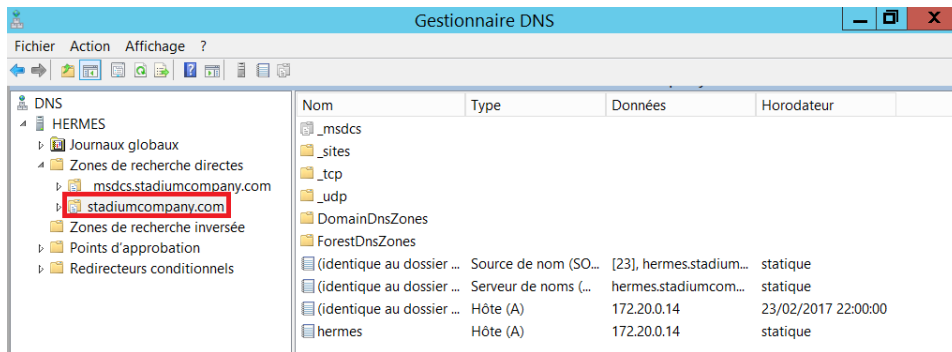 Gestionnaire DNS
Fichier Action Affichage ?
DNS
HERMES
Journaux globaux
Zones de recherche directes
_msdcs.stadiumcompany.com
stadiumcompany.com
Zones de recherche inversée
Points d'approbation
Redirecteurs conditionnels
Nom Type Données Horodateur
_msdcs
_sites
_tcp
_udp
DomainDnsZones
ForestDnsZones
(identique au dossier ... Source de nom (SO... [23], hermes.stadium... statique
(identique au dossier ... Serveur de noms (... hermes.stadiumcom... statique
(identique au dossier ... Hôte (A) 172.20.0.14 23/02/2017 22:00:00
hermes Hôte (A) 172.20.0.14 statique